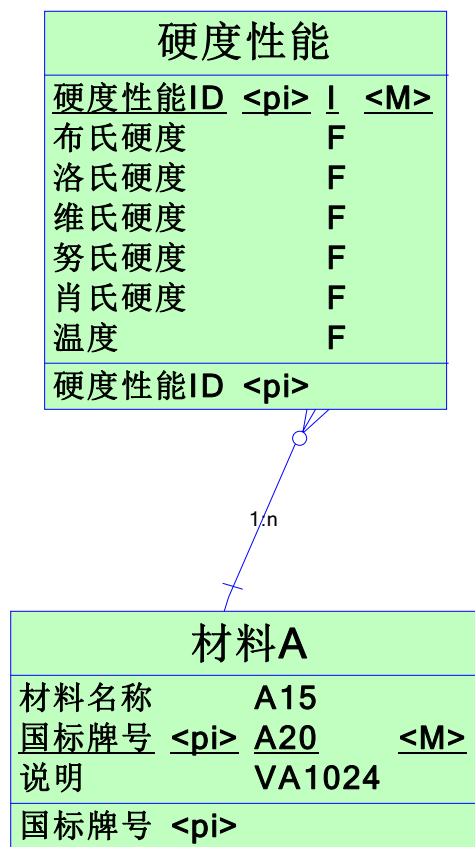 硬度性能
硬度性能ID <pi> I <M>
布氏硬度 F
洛氏硬度 F
维氏硬度 F
努氏硬度 F
肖氏硬度 F
温度 F
硬度性能ID <pi>
1:n
材料A
材料名称 A15
国标牌号 <pi> A20 <M>
说明 VA1024
国标牌号 <pi>